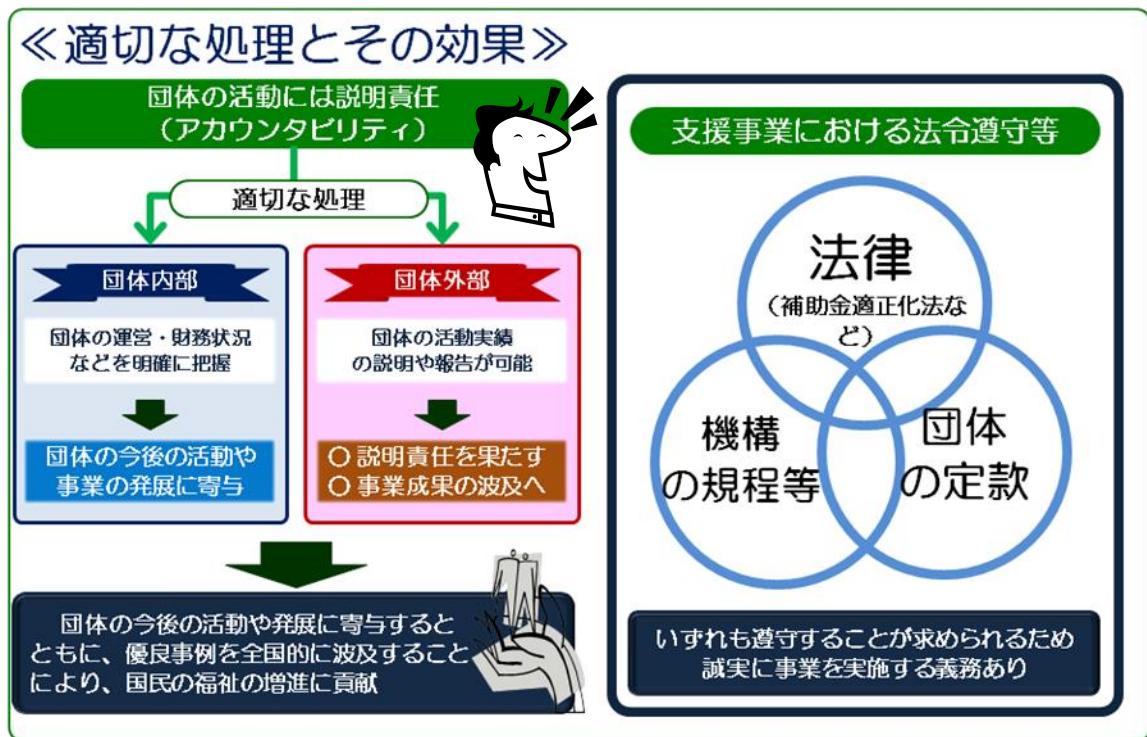 ≪適切な処理とその効果≫
団体の活動には説明責任
（アカウンタビリティ）
適切な処理
団体内部
団体の運営・財務状況
などを明確に把握
団体の今後の活動や
事業の発展に寄与
団体外部
団体の活動実績
の説明や報告が可能
○ 説明責任を果たす
○ 事業成果の波及へ
団体の今後の活動や発展に寄与すると
ともに、優良事例を全国的に波及すること
により、国民の福祉の増進に貢献
支援事業における法令遵守等
法律
（補助金適正化法な
ど）
機構
の規程等
団体
の定款
いずれも遵守することが求められるため
誠実に事業を実施する義務あり